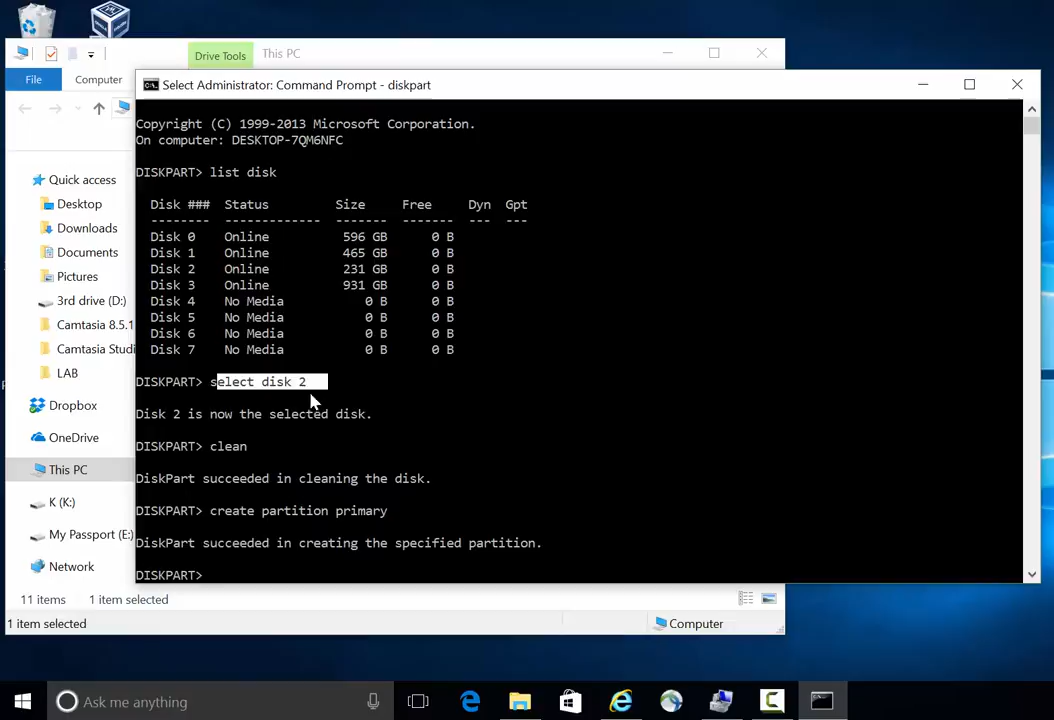 Drive Tools
This PC
File
Computer
Select Administrator: Command Prompt - diskpart
Copyright (C) 1999-2013 Microsoft Corporation.
On computer: DESKTOP-7QM6NFC
DISKPART> list disk
Disk ### Status Size Free Dyn Gpt
-------- ------------- ------- ------- --- ---
Disk 0 Online 596 GB 0 B
Disk 1 Online 465 GB 0 B
Disk 2 Online 231 GB 0 B
Disk 3 Online 931 GB 0 B
Disk 4 No Media 0 B 0 B
Disk 5 No Media 0 B 0 B
Disk 6 No Media 0 B 0 B
Disk 7 No Media 0 B 0 B
DISKPART> select disk 2
Disk 2 is now the selected disk.
DISKPART> clean
DiskPart succeeded in cleaning the disk.
DISKPART> create partition primary
DiskPart succeeded in creating the specified partition.
DISKPART>
Quick access
Desktop
Downloads
Documents
Pictures
3rd drive (D:)
Camtasia 8.5.1
Camtasia Studi
LAB
Dropbox
OneDrive
This PC
K (K:)
My Passport (E:)
Network
11 items 1 item selected
1 item selected
Computer
Ask me anything